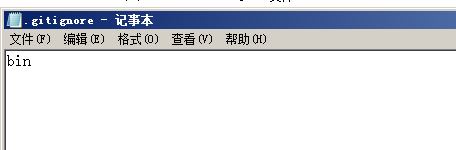 .gitignore - 记事本
文件(F) 编辑(E) 格式(O) 查看(V) 帮助(H)
bin